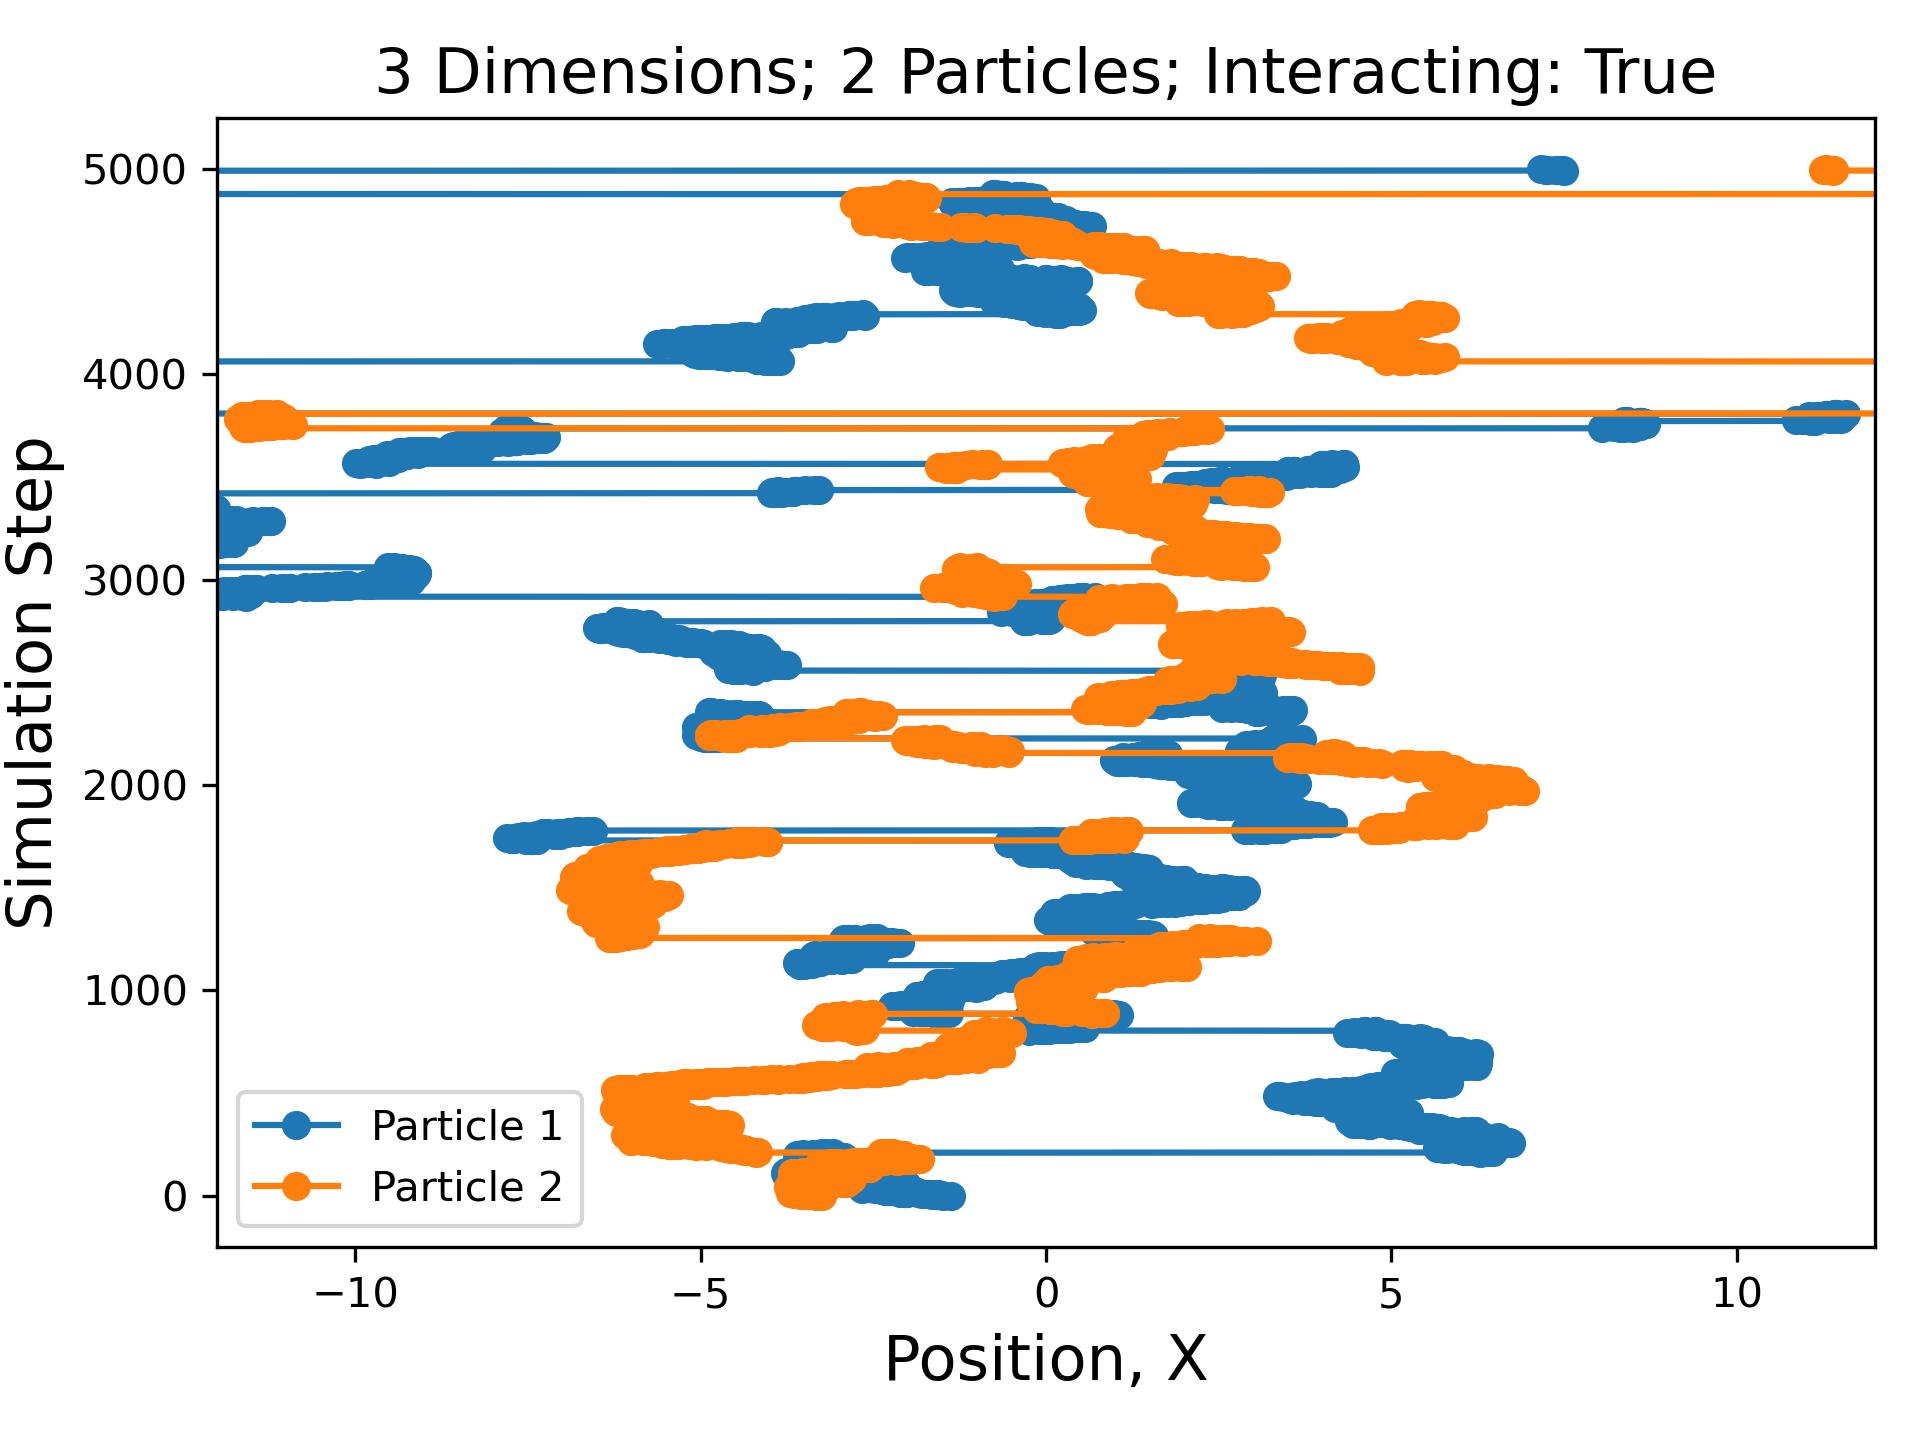 3 Dimensions; 2 Particles; Interacting: True
Simulation Step
5000
4000
3000
2000
1000
0
Particle 1
Particle 2
−10
−5
0
5
10
Position, X